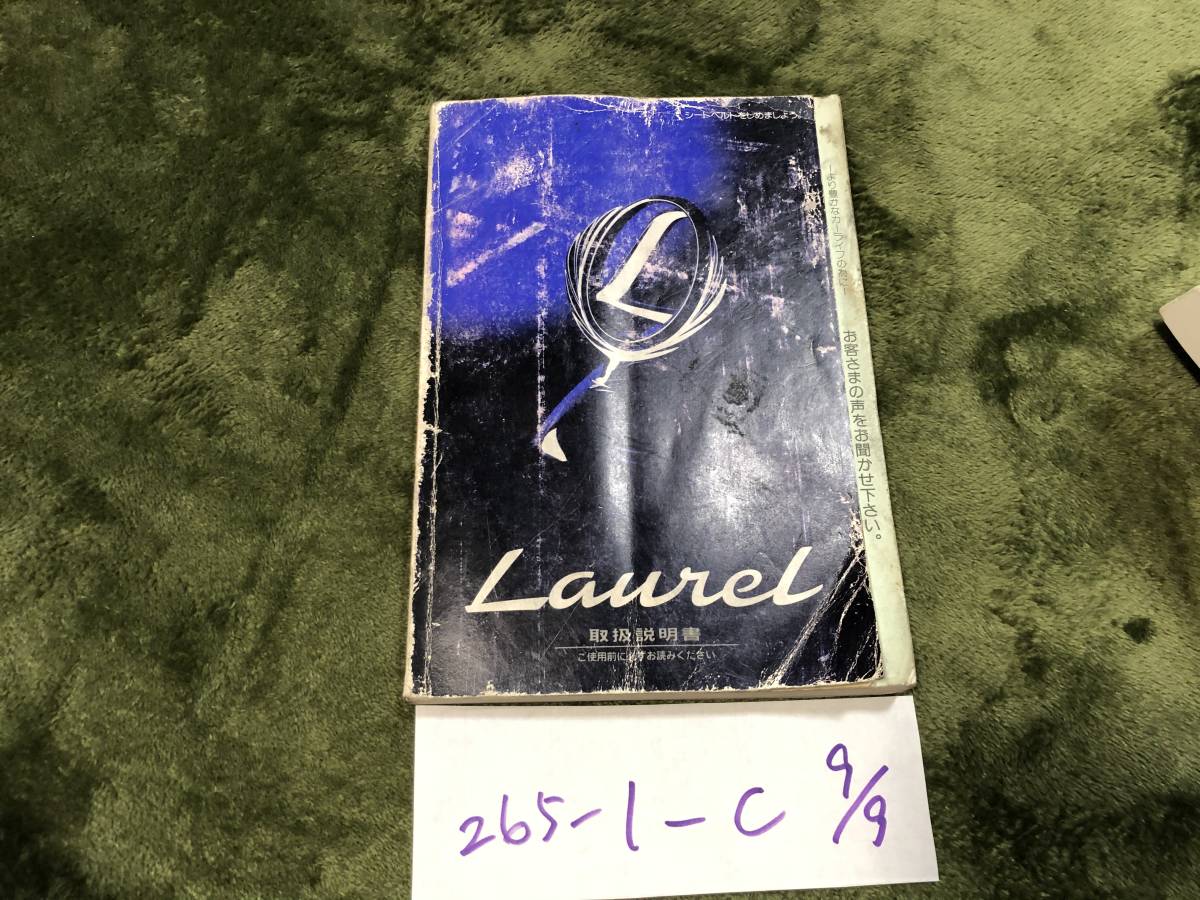 シートベルトをしめましょう。
L
Laurel
取扱説明書
ご使用前に必ずお読みください
ーより豊かなカーライフの為にー
お客さまの声をお聞かせ下さい。
265-1-C 9/9